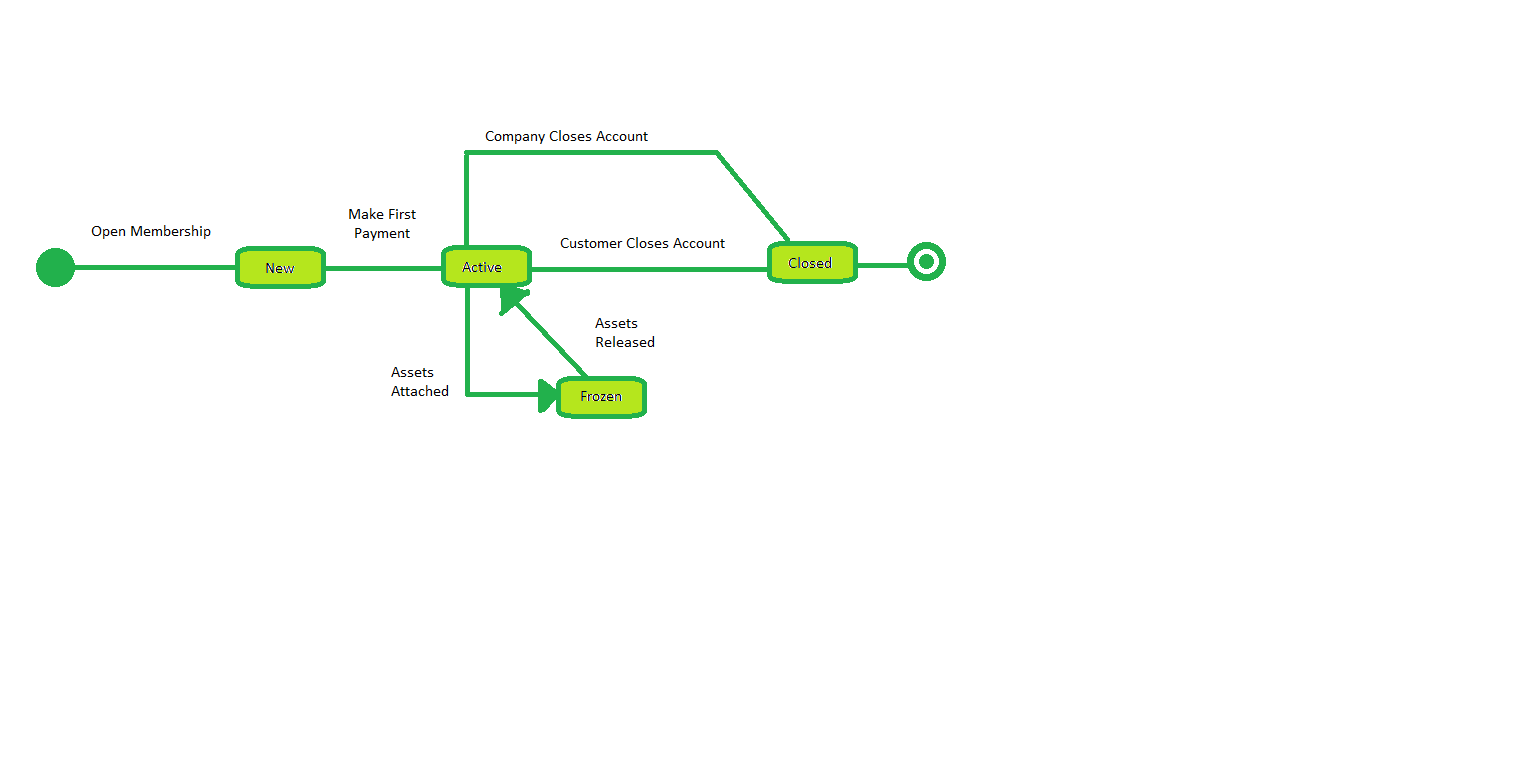 Company Closes Account
Open Membership
Make First
Payment
Customer Closes Account
New
Active
Closed
Assets
Released
Assets
Attached
Frozen